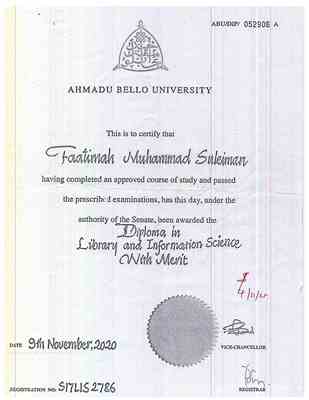 ABU/DIP/ 052906 A
AHMADU BELLO UNIVERSITY
This is to certify that
Faatimah Muhammad Suleiman
having completed an approved course of study and passed
the prescribed examinations, has this day, under the
authority of the Senate, been awarded the
Diploma in
Library and Information Science
With Merit
DATE 9th November, 2020
VICE-CHANCELLOR
REGISTRATION NO: S17LIS2786
REGISTRAR